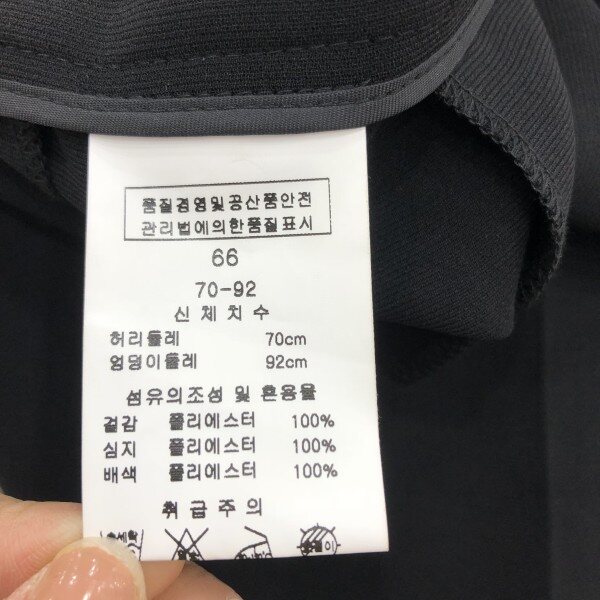 품질경영및공산품안전
관리법에의한품질표시
66
70-92
신체치수
허리둘레 70cm
엉덩이둘레 92cm
섬유의조성 및 혼용율
겉감 폴리에스터 100%
심지 폴리에스터 100%
배색 폴리에스터 100%
취급주의